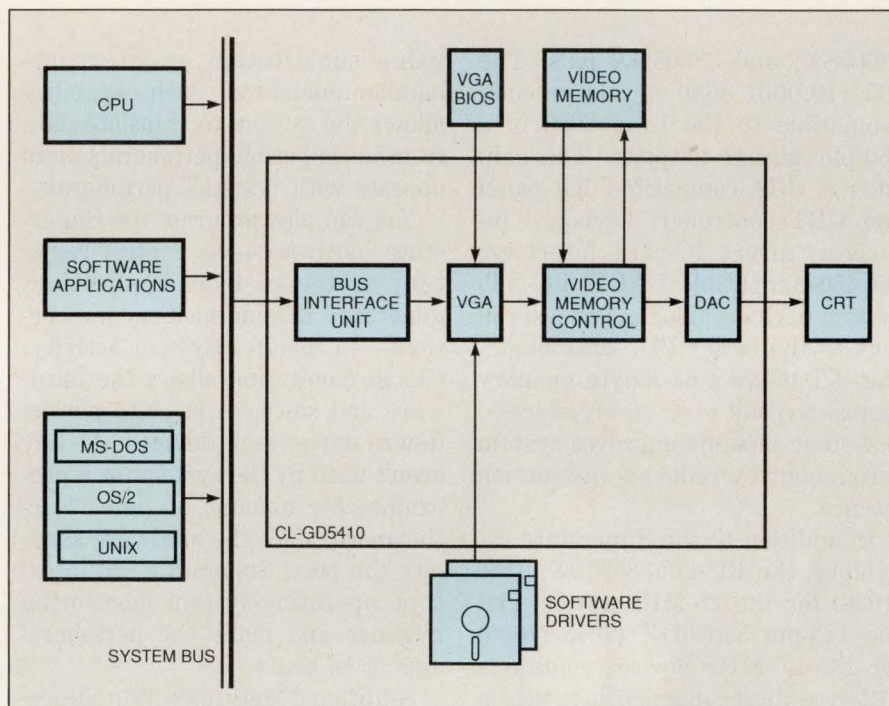 CPU
VGA
BIOS
VIDEO
MEMORY
SOFTWARE
APPLICATIONS
BUS
INTERFACE
UNIT
VGA
VIDEO
MEMORY
CONTROL
DAC
CRT
MS-DOS
OS/2
UNIX
CL-GD5410
SOFTWARE
DRIVERS
SYSTEM BUS